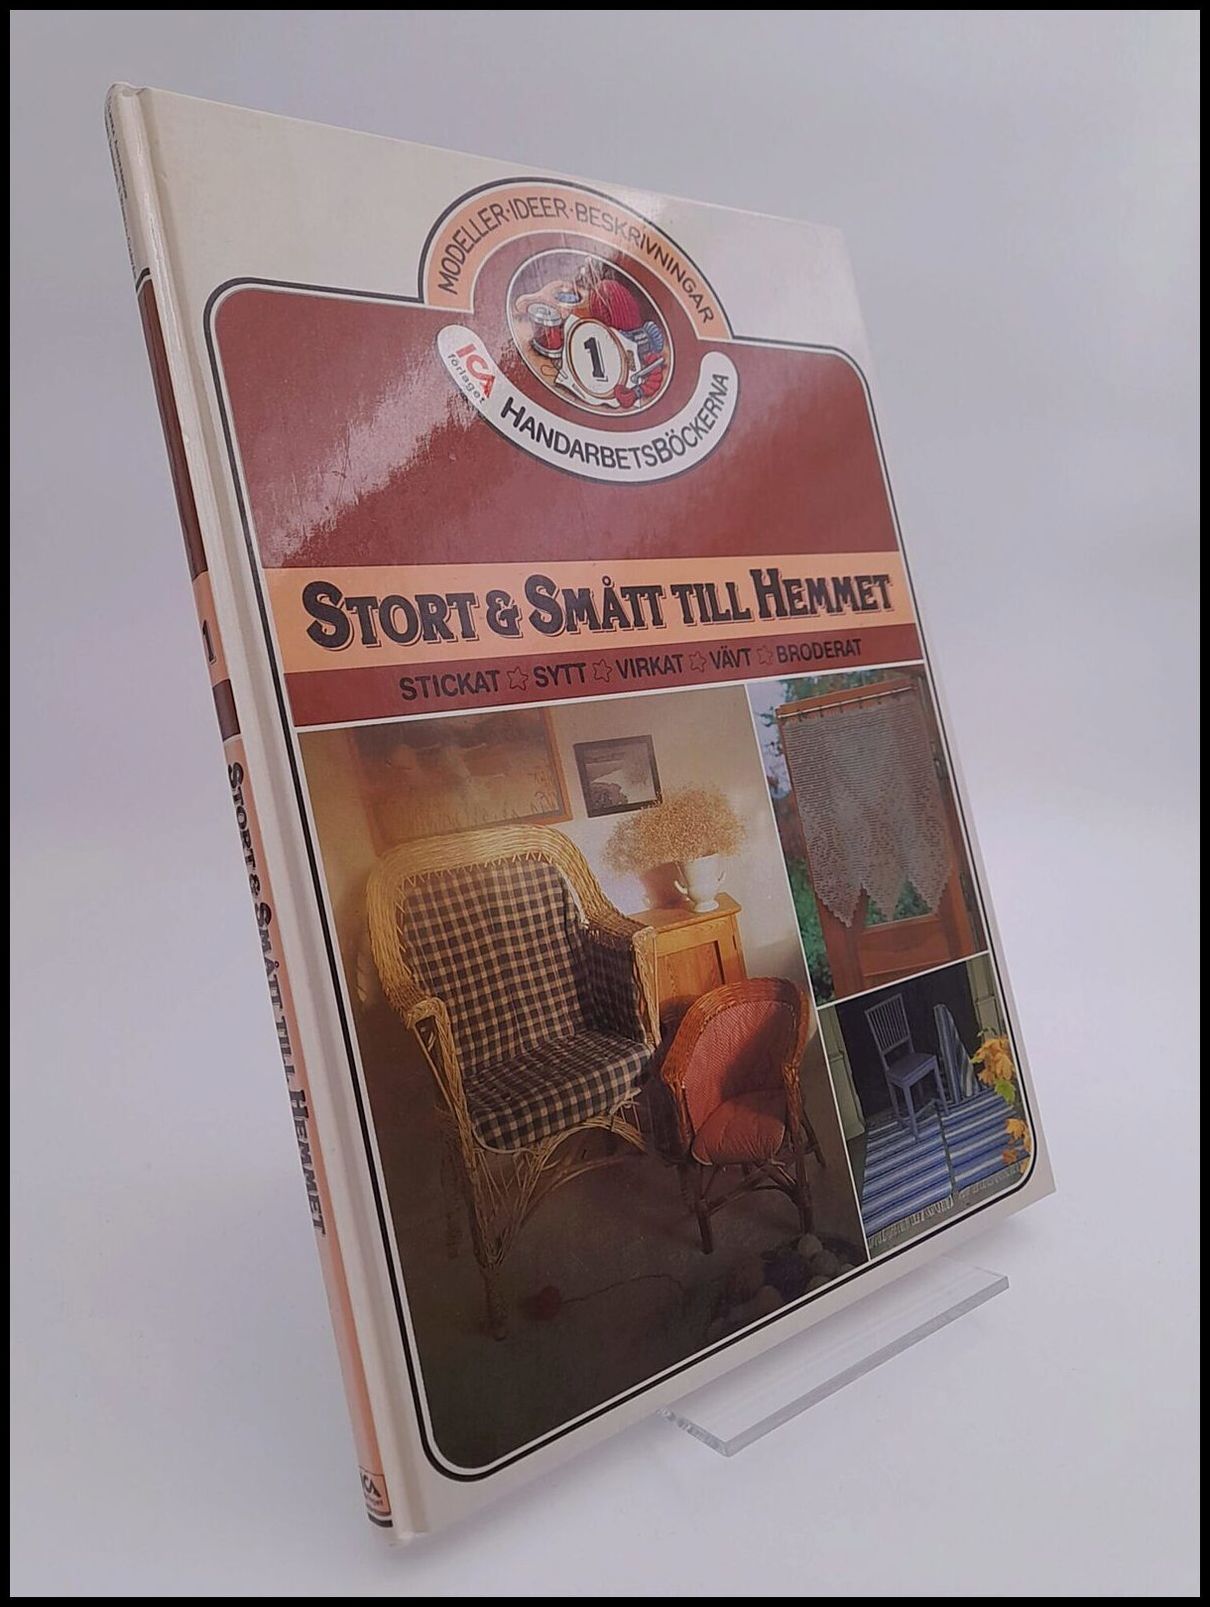 MODELLER·IDEER·BESKRIVNINGAR
1
ICA
förlaget
HANDARBETSBÖCKERNA
STORT & SMÅTT TILL HEMMET
STICKAT ☆ SYTT ☆ VIRKAT ☆ VÄVT ☆ BRODERAT
1
STORT & SMÅTT TILL HEMMET
ICA